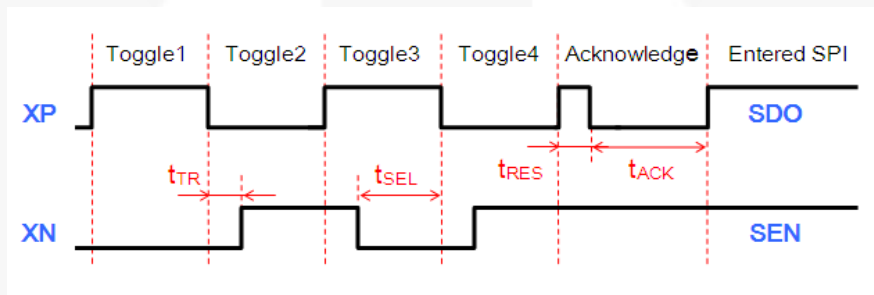 Toggle1 Toggle2 Toggle3 Toggle4 Acknowledge Entered SPI
XP SDO
tTR tSEL tRES tACK
XN SEN